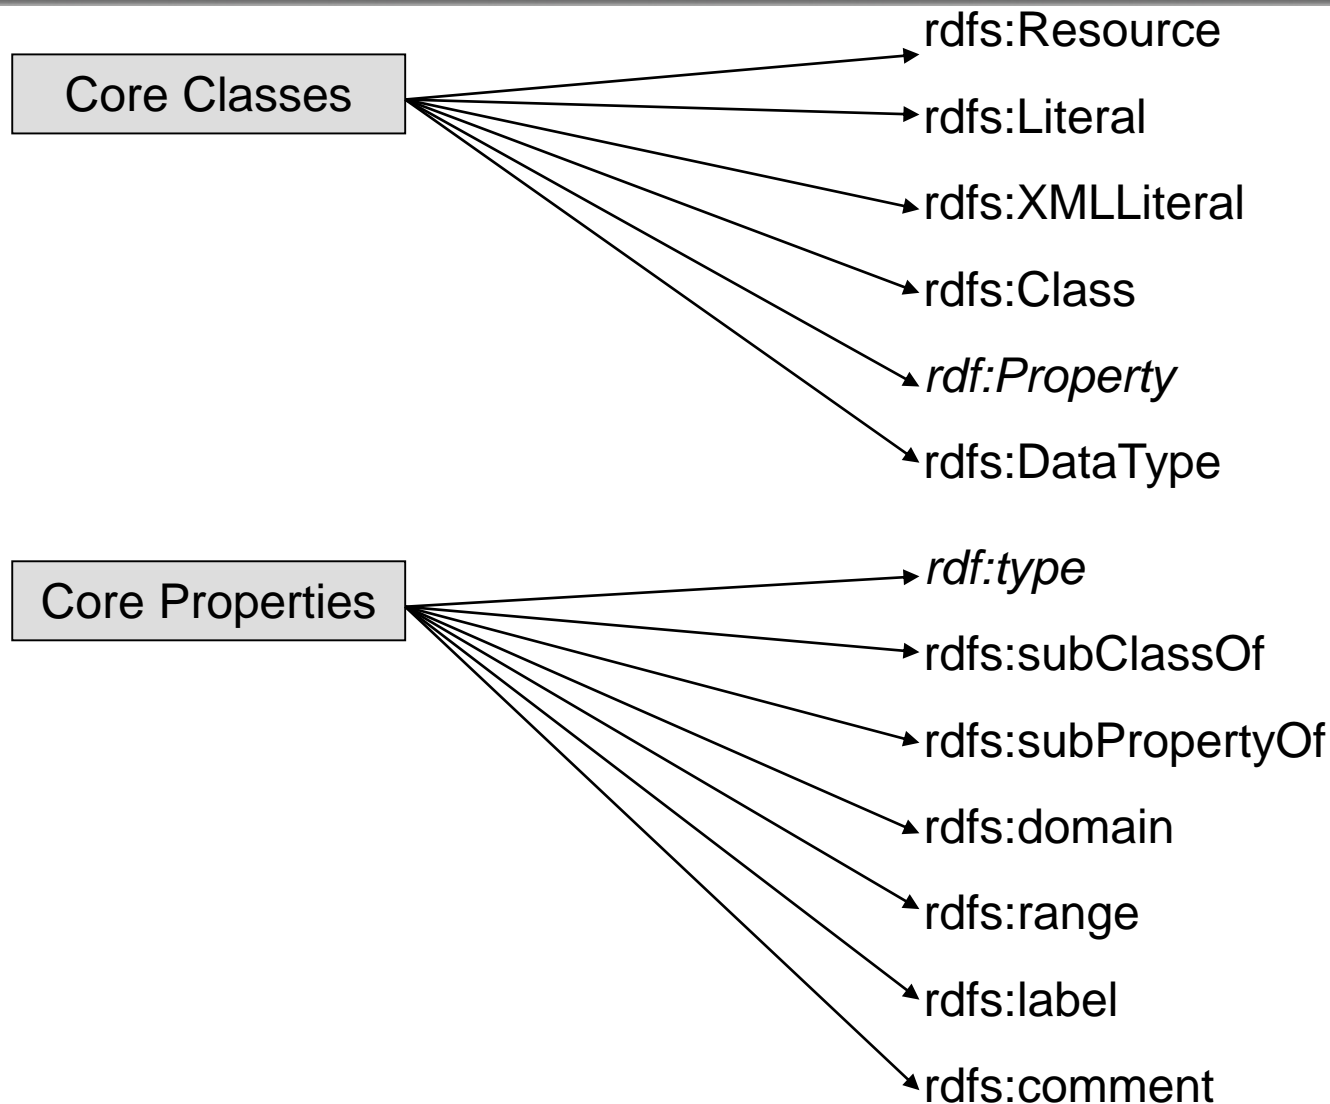 Core Classes
rdfs:Resource
rdfs:Literal
rdfs:XMLLiteral
rdfs:Class
rdf:Property
rdfs:DataType
Core Properties
rdf:type
rdfs:subClassOf
rdfs:subPropertyOf
rdfs:domain
rdfs:range
rdfs:label
rdfs:comment